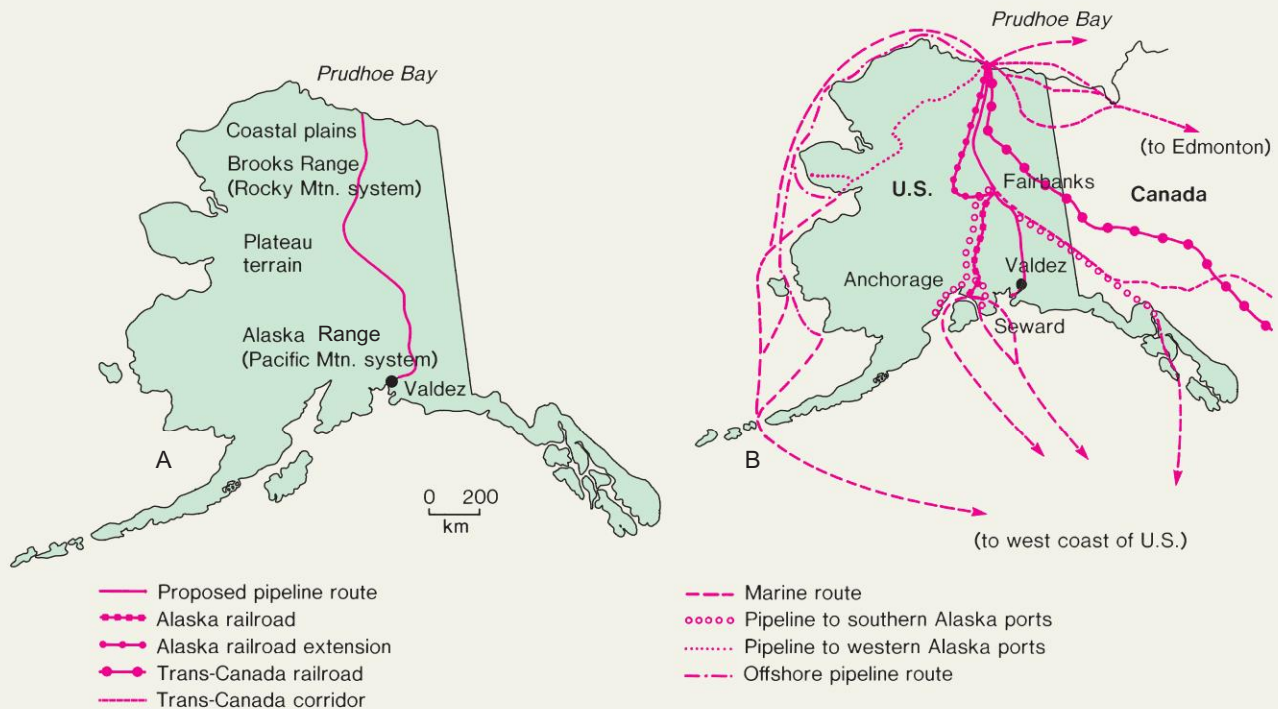 Prudhoe Bay
Coastal plains
Brooks Range
(Rocky Mtn. system)
Plateau
terrain
Alaska Range
(Pacific Mtn. system)
Valdez
A
0 200
km
Prudhoe Bay
(to Edmonton)
U.S.
Fairbanks
Canada
Anchorage
Valdez
Seward
B
(to west coast of U.S.)
Proposed pipeline route
Alaska railroad
Alaska railroad extension
Trans-Canada railroad
Trans-Canada corridor
Marine route
Pipeline to southern Alaska ports
Pipeline to western Alaska ports
Offshore pipeline route